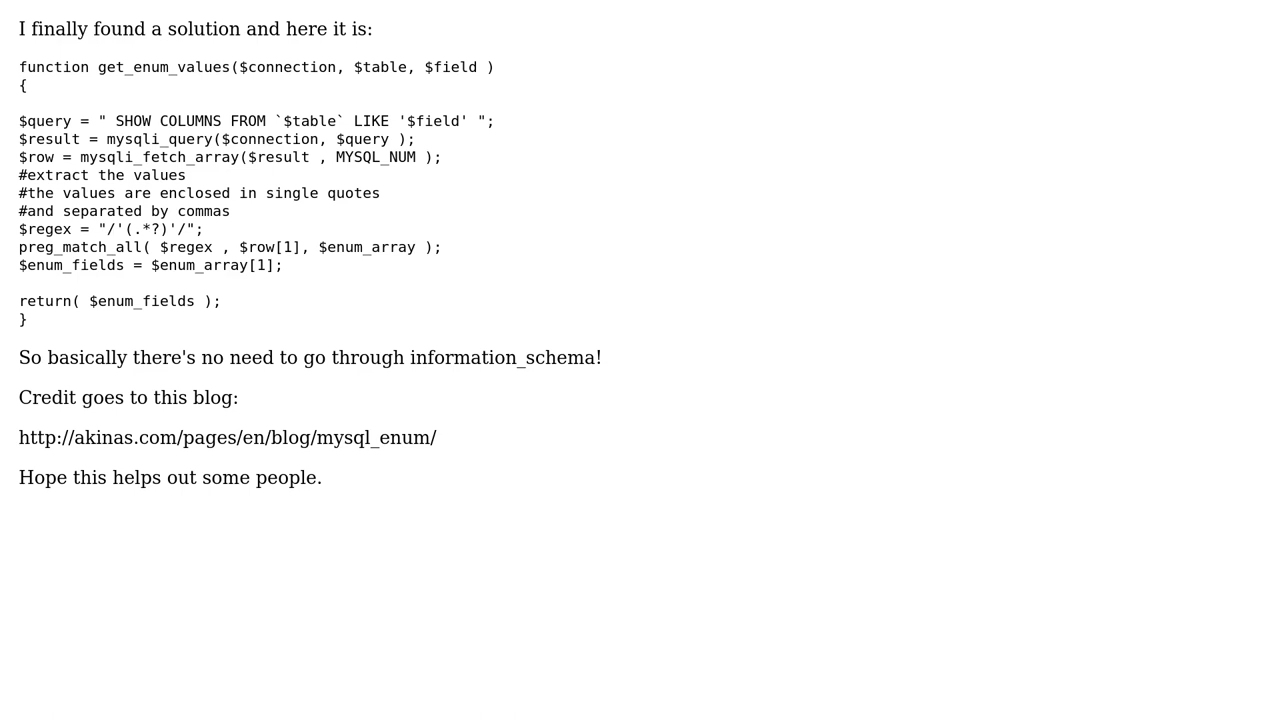 I finally found a solution and here it is:
function get_enum_values($connection, $table, $field )
{
$query = " SHOW COLUMNS FROM `$table` LIKE '$field' ";
$result = mysqli_query($connection, $query );
$row = mysqli_fetch_array($result , MYSQL_NUM );
#extract the values
#the values are enclosed in single quotes
#and separated by commas
$regex = "/'(.*?)'/";
preg_match_all( $regex , $row[1], $enum_array );
$enum_fields = $enum_array[1];
return( $enum_fields );
}
So basically there's no need to go through information_schema!
Credit goes to this blog:
http://akinas.com/pages/en/blog/mysql_enum/
Hope this helps out some people.